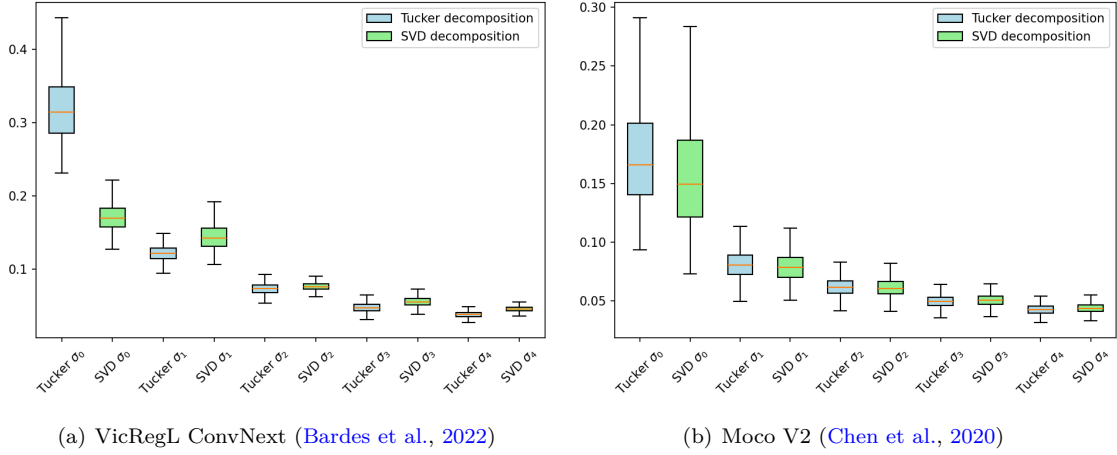 Tucker decomposition
SVD decomposition
0.4
0.3
0.2
0.1
Tucker σ₀
SVD σ₀
Tucker σ₁
SVD σ₁
Tucker σ₂
SVD σ₂
Tucker σ₃
SVD σ₃
Tucker σ₄
SVD σ₄
(a) VicRegL ConvNext (Bardes et al., 2022)
Tucker decomposition
SVD decomposition
0.30
0.25
0.20
0.15
0.10
0.05
Tucker σ₀
SVD σ₀
Tucker σ₁
SVD σ₁
Tucker σ₂
SVD σ₂
Tucker σ₃
SVD σ₃
Tucker σ₄
SVD σ₄
(b) Moco V2 (Chen et al., 2020)